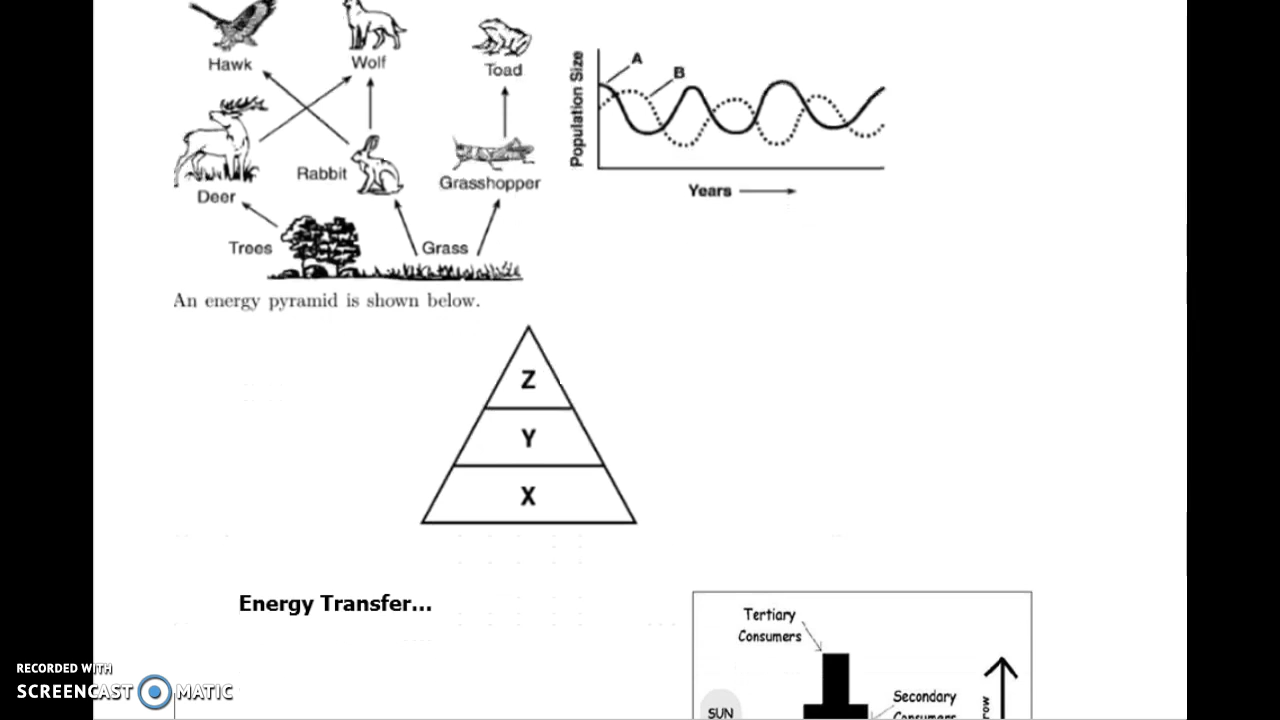 Hawk
Wolf
Toad
Deer
Rabbit
Grasshopper
Trees
Grass
Population Size
A
B
Years
An energy pyramid is shown below.
Z
Y
X
Energy Transfer...
Tertiary
Consumers
SUN
Secondary
Consumers
RECORDED WITH
SCREENCAST MATIC